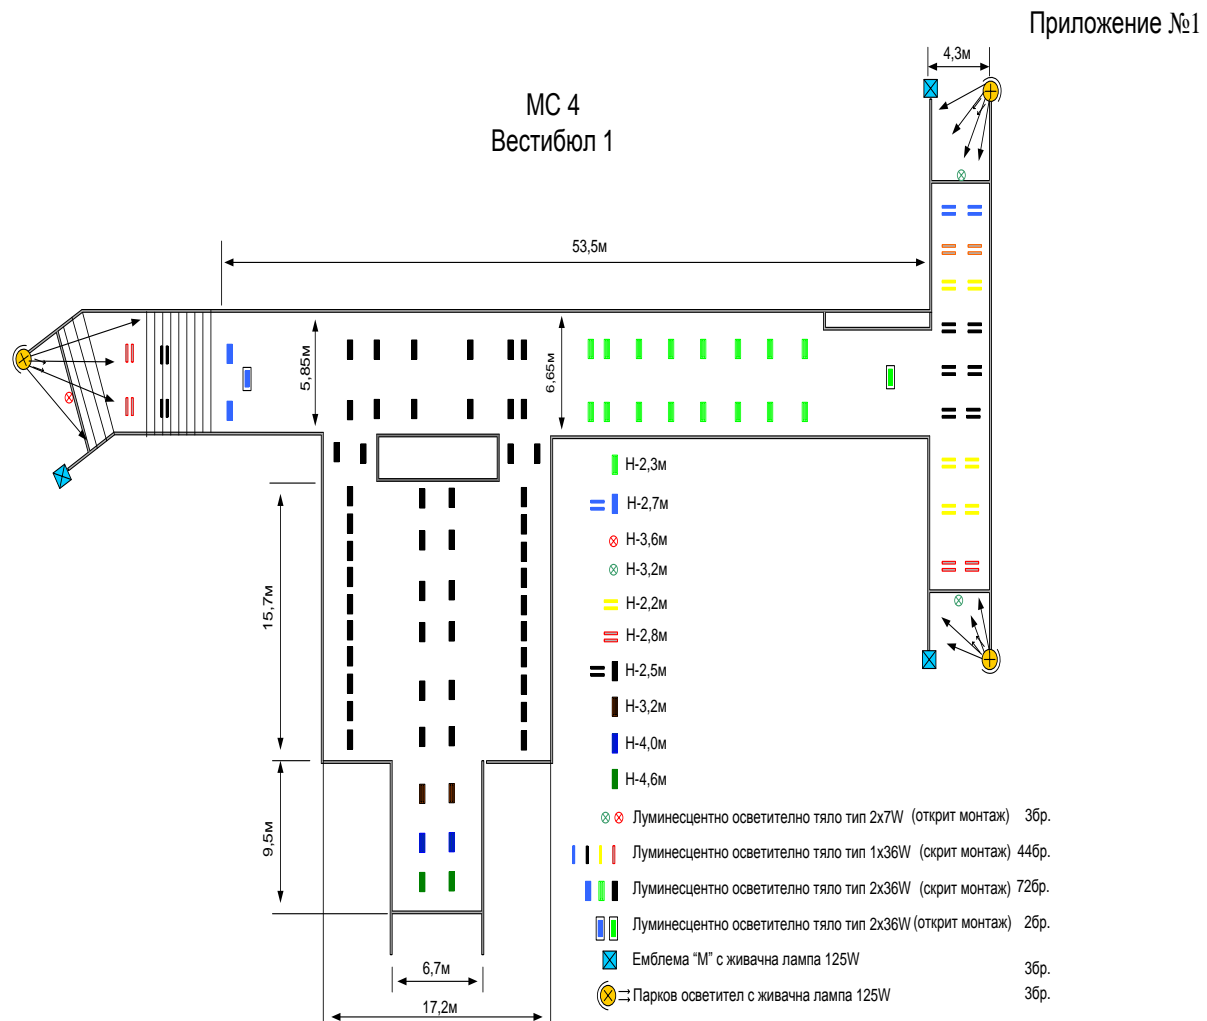 Приложение №1
4,3м
МС 4
Вестибюл 1
53,5м
5,85м
6,65м
15,7м
9,5м
6,7м
17,2м
Н-2,3м
Н-2,7м
Н-3,6м
Н-3,2м
Н-2,2м
Н-2,8м
Н-2,5м
Н-3,2м
Н-4,0м
Н-4,6м
Луминесцентно осветително тяло тип 2х7W (открит монтаж) 3бр.
Луминесцентно осветително тяло тип 1х36W (скрит монтаж) 44бр.
Луминесцентно осветително тяло тип 2х36W (скрит монтаж) 72бр.
Луминесцентно осветително тяло тип 2х36W (открит монтаж) 2бр.
Емблема “М” с живачна лампа 125W 3бр.
Парков осветител с живачна лампа 125W 3бр.